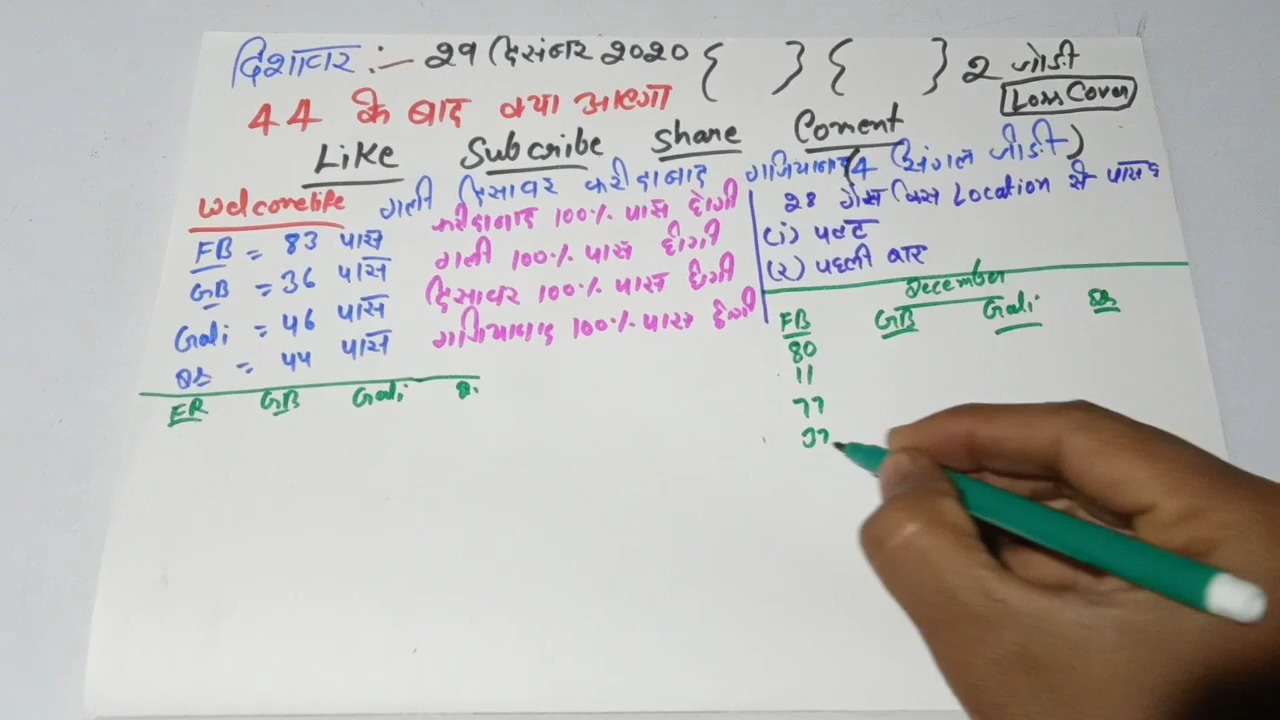 दिशावर :- 29 दिसंबर 2020 { } { } 2 जोडी
Loss Cover
44 के बाद क्या आएगा
Like Subcribe Share Coment
गली दिसावर फरीदाबाद गाजियाबाद (4 सिंगल जोडी)
Welcomelife
FB = 83 पास
GB = 36 पास
Gali = 46 पास
DS = 44 पास
फरीदाबाद 100% पास होगी
गली 100% पास होगी
दिसावर 100% पास होगी
गाजियाबाद 100% पास होगी
28 गेम किस Location से पास
(1) पलट
(2) पहली बार
December
FB GB Gali DS
80
11
77
FB GB Gali